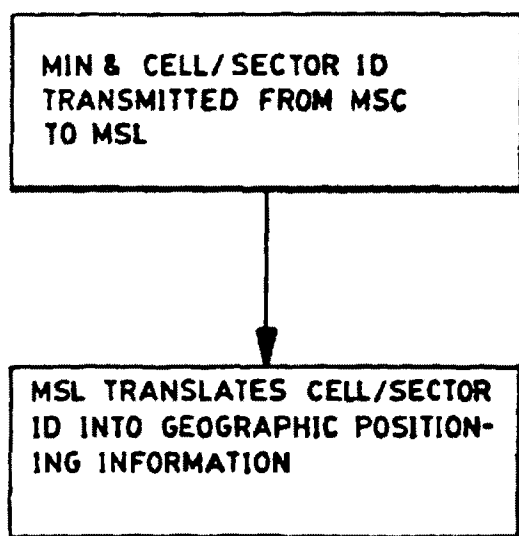 MIN & CELL/SECTOR ID
TRANSMITTED FROM MSC
TO MSL
MSL TRANSLATES CELL/SECTOR
ID INTO GEOGRAPHIC POSITION-
ING INFORMATION